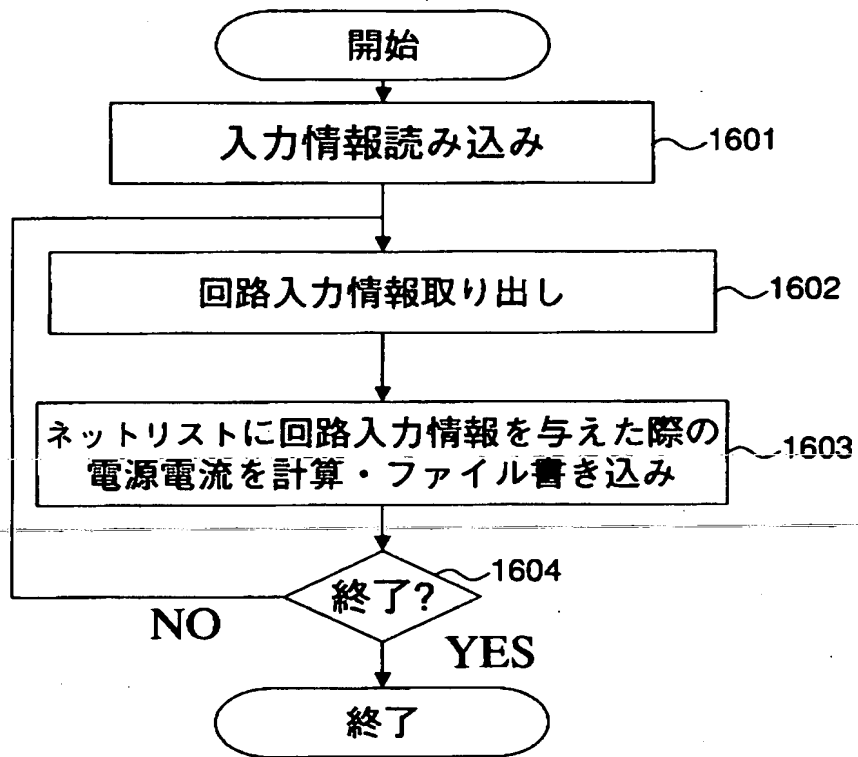 開始
入力情報読み込み
1601
回路入力情報取り出し
1602
ネットリストに回路入力情報を与えた際の
電源電流を計算・ファイル書き込み
1603
終了?
1604
NO
YES
終了